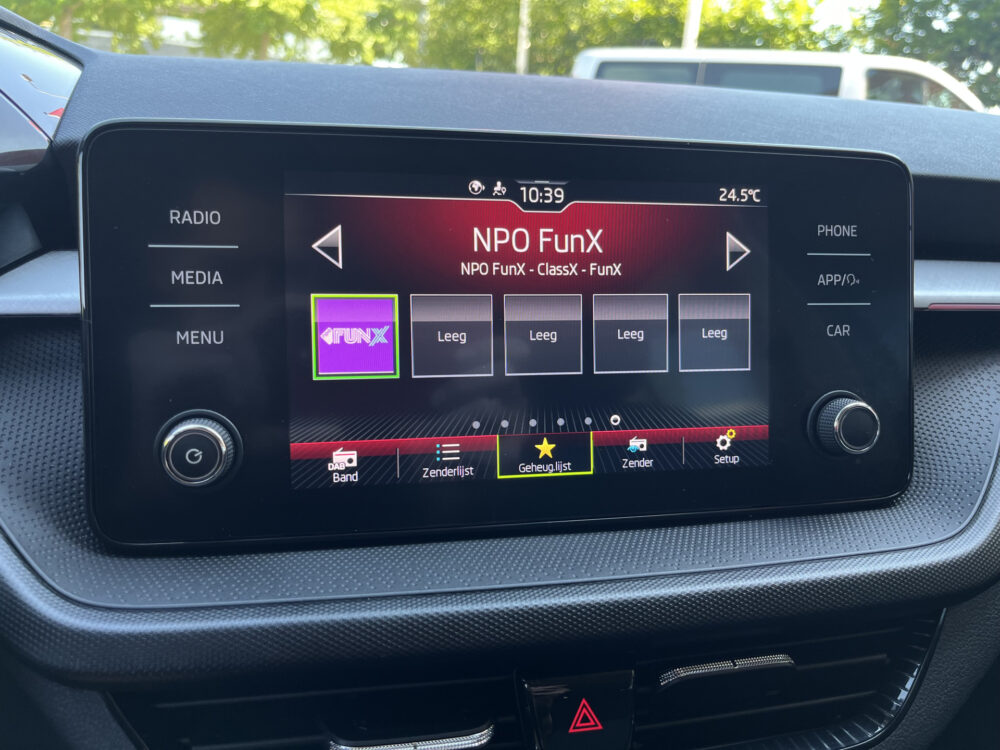 10:39
24.5°C
RADIO
MEDIA
MENU
NPO FunX
NPO FunX - ClassX - FunX
FUNX
Leeg
Leeg
Leeg
Leeg
DAB
Band
Zenderlijst
Geheug.lijst
Zender
Setup
PHONE
APP/
CAR